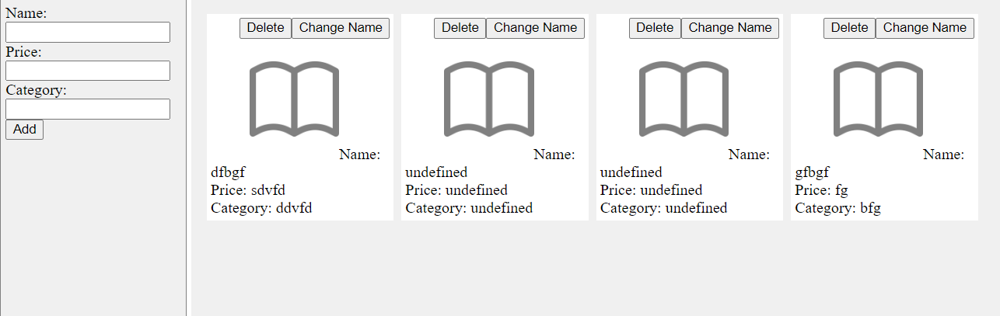 Name:
Price:
Category:
Add
Delete Change Name
Name:
dfbgf
Price: sdvfd
Category: ddvfd
Delete Change Name
Name:
undefined
Price: undefined
Category: undefined
Delete Change Name
Name:
undefined
Price: undefined
Category: undefined
Delete Change Name
Name:
gfbgf
Price: fg
Category: bfg